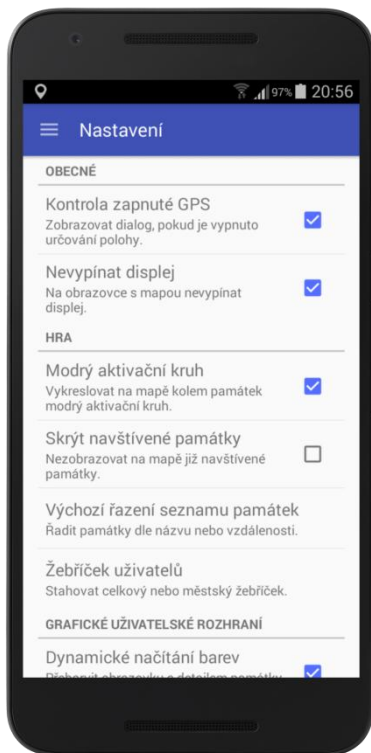 97% 20:56
Nastavení
OBECNÉ
Kontrola zapnuté GPS
Zobrazovat dialog, pokud je vypnuto
určování polohy.
Nevypínat displej
Na obrazovce s mapou nevypínat
displej.
HRA
Modrý aktivační kruh
Vykreslovat na mapě kolem památek
modrý aktivační kruh.
Skrýt navštívené památky
Nezobrazovat na mapě již navštívené
památky.
Výchozí řazení seznamu památek
Řadit památky dle názvu nebo vzdálenosti.
Žebříček uživatelů
Stahovat celkový nebo městský žebříček.
GRAFICKÉ UŽIVATELSKÉ ROZHRANÍ
Dynamické načítání barev
obrazovku s detailem památky